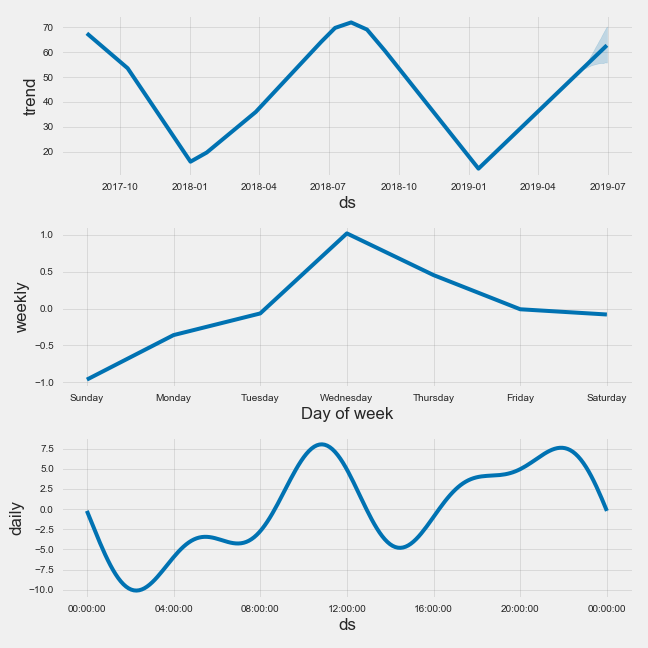 70
60
50
40
30
20
trend
2017-10 2018-01 2018-04 2018-07 2018-10 2019-01 2019-04 2019-07
ds
1.0
0.5
0.0
−0.5
−1.0
weekly
Sunday Monday Tuesday Wednesday Thursday Friday Saturday
Day of week
7.5
5.0
2.5
0.0
−2.5
−5.0
−7.5
−10.0
daily
00:00:00 04:00:00 08:00:00 12:00:00 16:00:00 20:00:00 00:00:00
ds